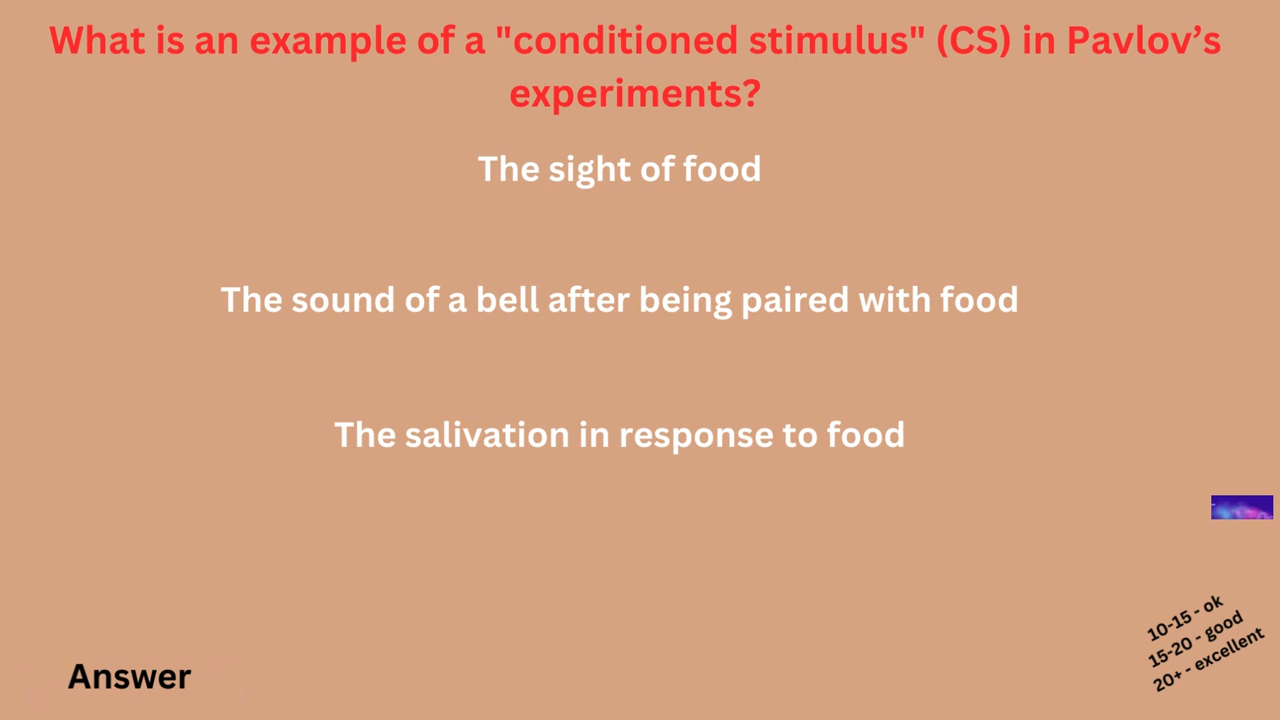 What is an example of a "conditioned stimulus" (CS) in Pavlov’s
experiments?
The sight of food
The sound of a bell after being paired with food
The salivation in response to food
10-15 - ok
15-20 - good
20+ - excellent
Answer